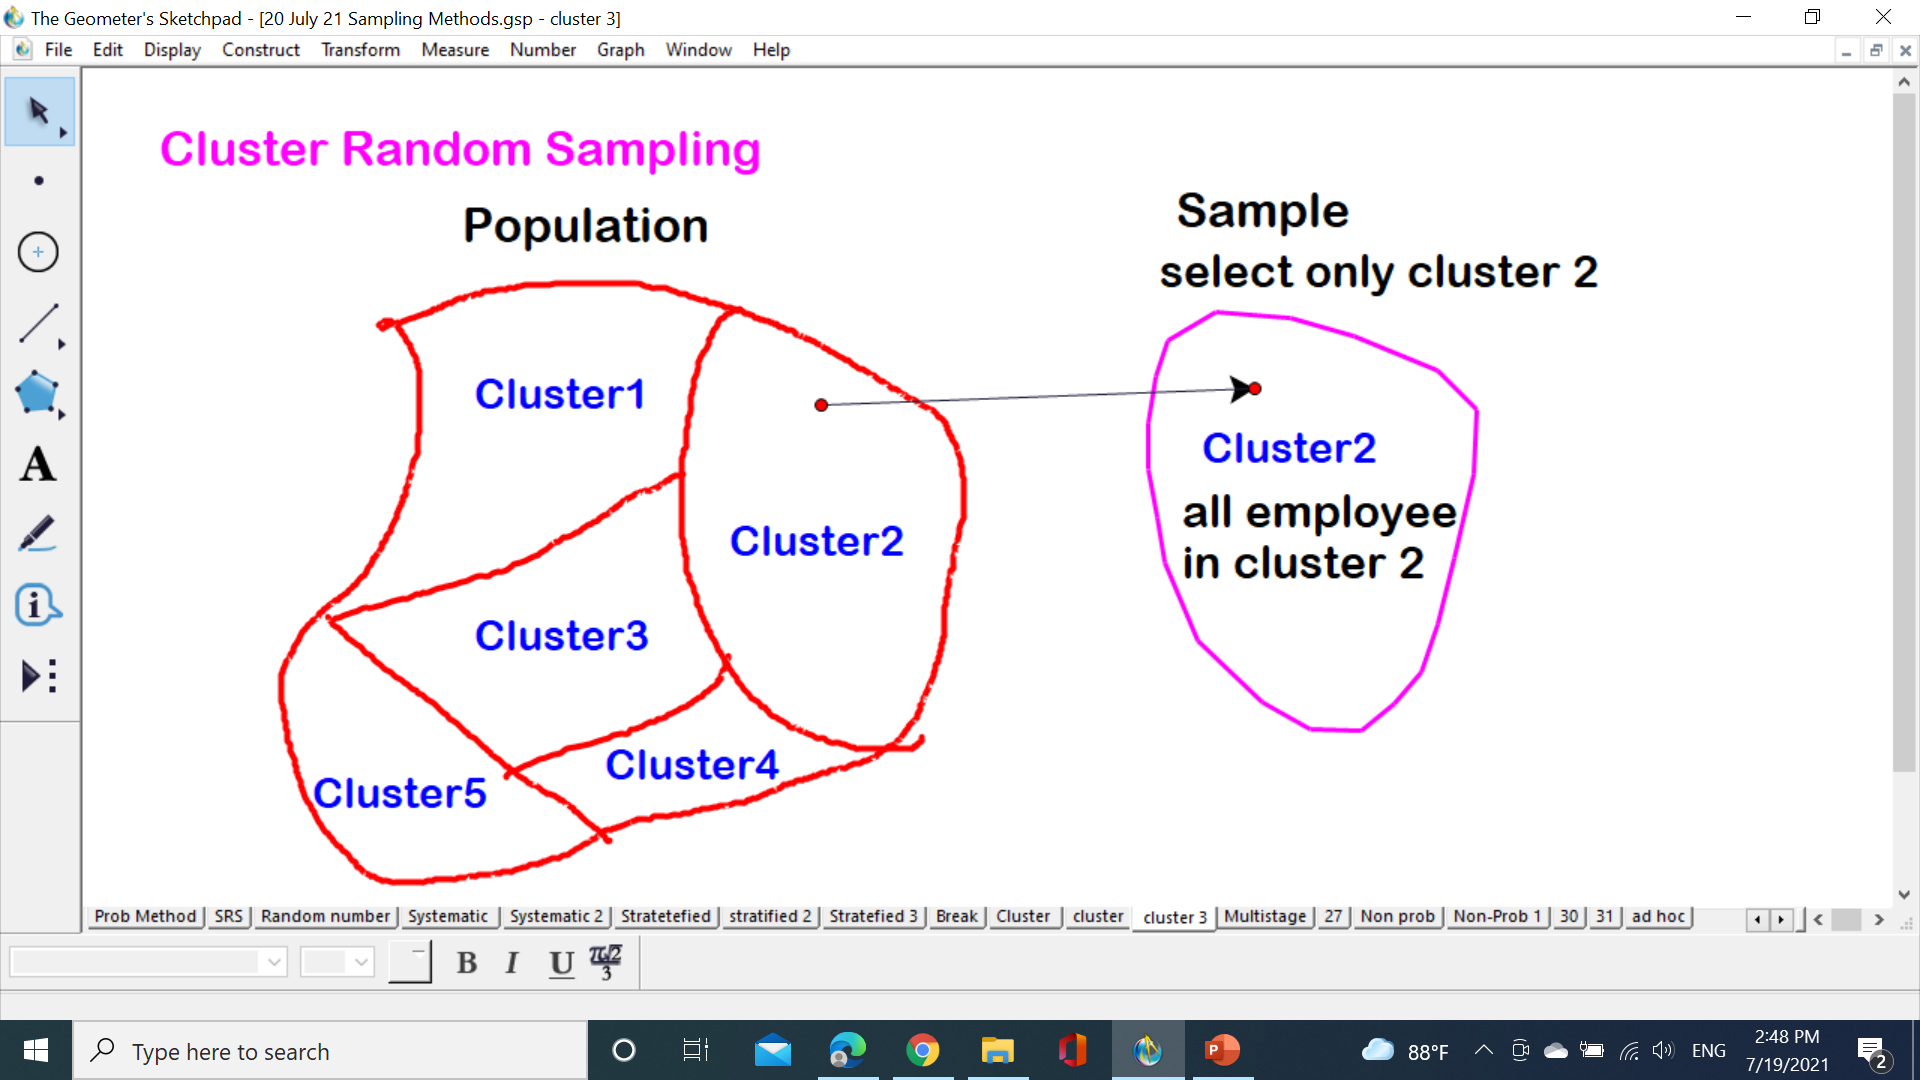 The Geometer's Sketchpad - [20 July 21 Sampling Methods.gsp - cluster 3]
File Edit Display Construct Transform Measure Number Graph Window Help
Cluster Random Sampling
Population
Sample
select only cluster 2
Cluster1
Cluster2
Cluster3
Cluster4
Cluster5
Cluster2
all employee
in cluster 2
A
i
Prob Method SRS Random number Systematic Systematic 2 Stratetefied stratified 2 Stratefied 3 Break Cluster cluster cluster 3 Multistage 27 Non prob Non-Prob 1 30 31 ad hoc
B I U π√2/3
Type here to search
P
88°F
ENG
2:48 PM
7/19/2021
2